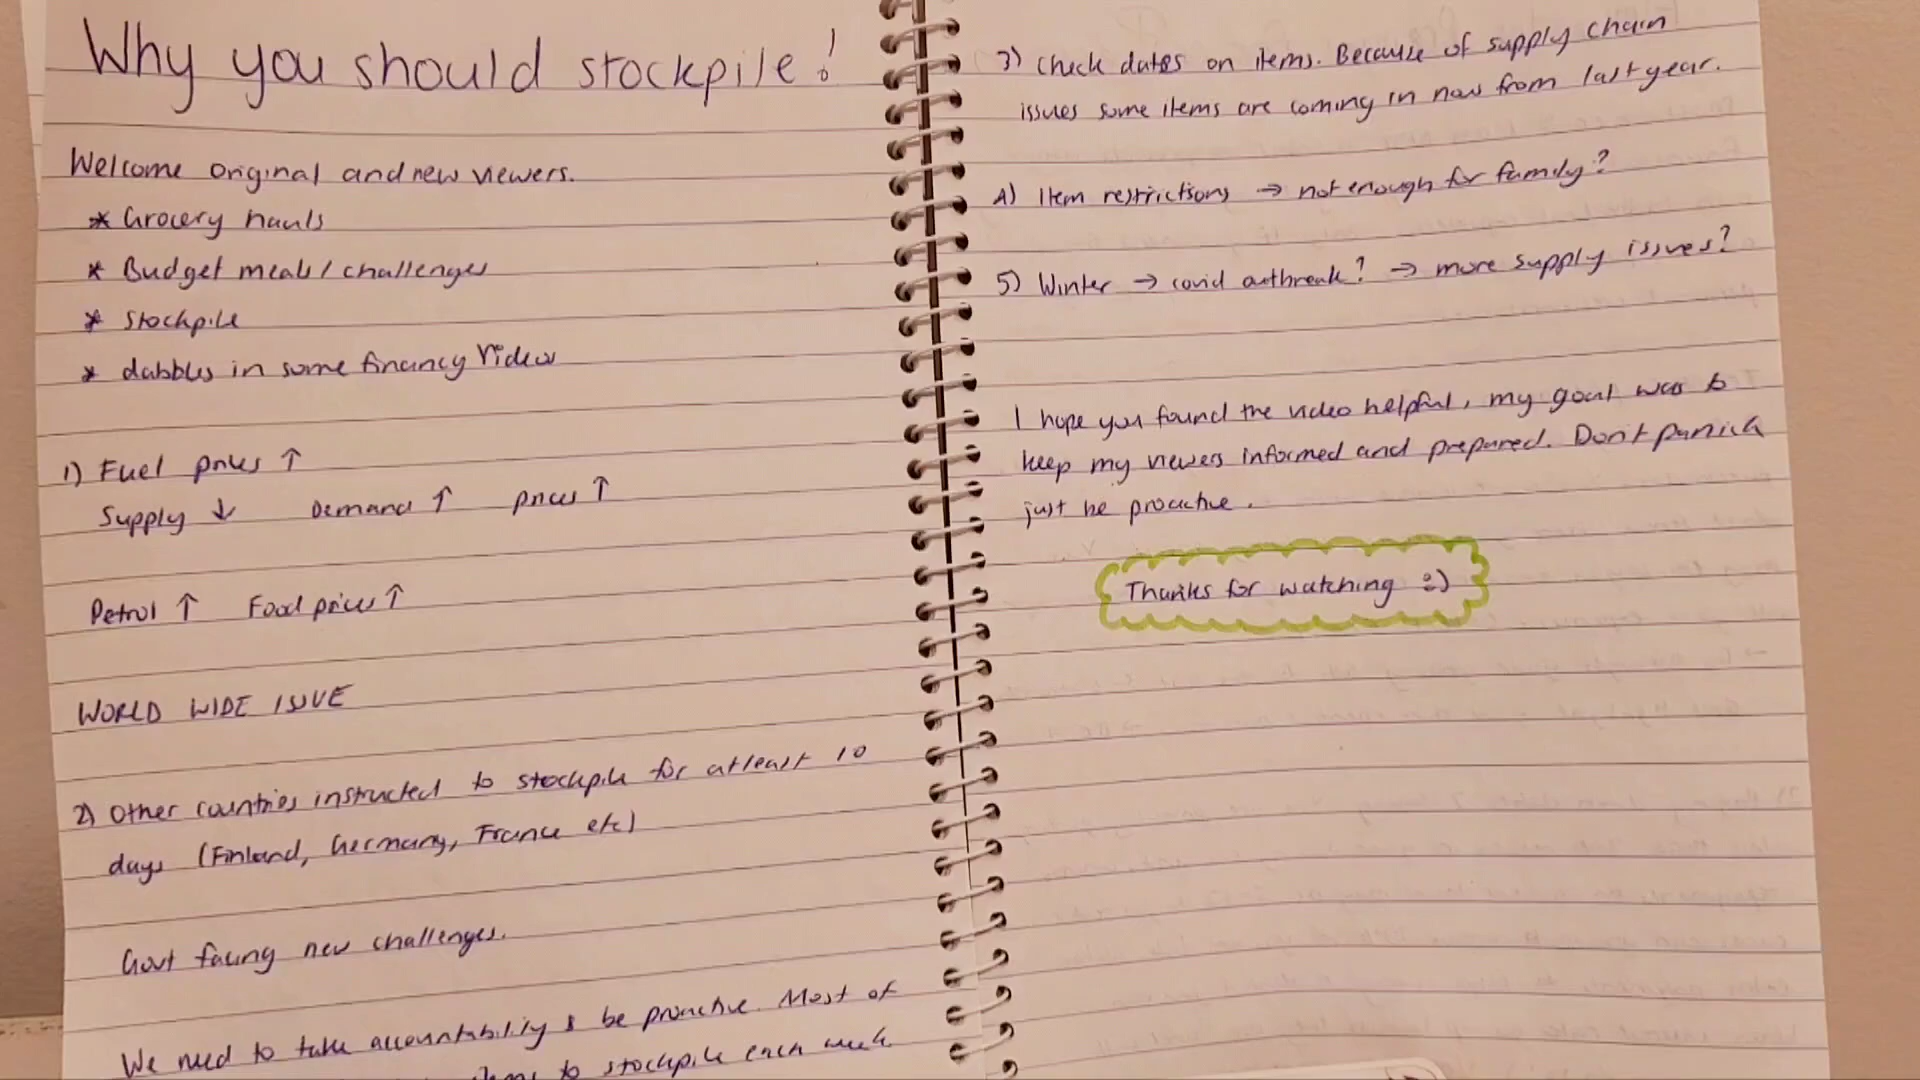 Why you should stockpile!
Welcome original and new viewers.
* Grocery hauls
* Budget meals/challenges
* Stockpile
* dabbles in some financy videos
1) Fuel prices ↑
Supply ↓ Demand ↑ prices ↑
Petrol ↑ Food prices ↑
WORLD WIDE ISSUE
2) Other countries instructed to stockpile for atleast 10
days (Finland, Germany, France etc)
Govt facing new challenges.
We need to take accountability & be proactive. Most of
items to stockpile each week
3) Check dates on items. Because of supply chain
issues some items are coming in now from last year.
4) Item restrictions → not enough for family?
5) Winter → covid outbreak? → more supply issues?
I hope you found the video helpful, my goal was to
keep my viewers informed and prepared. Don't panick
just be proactive.
Thanks for watching :)